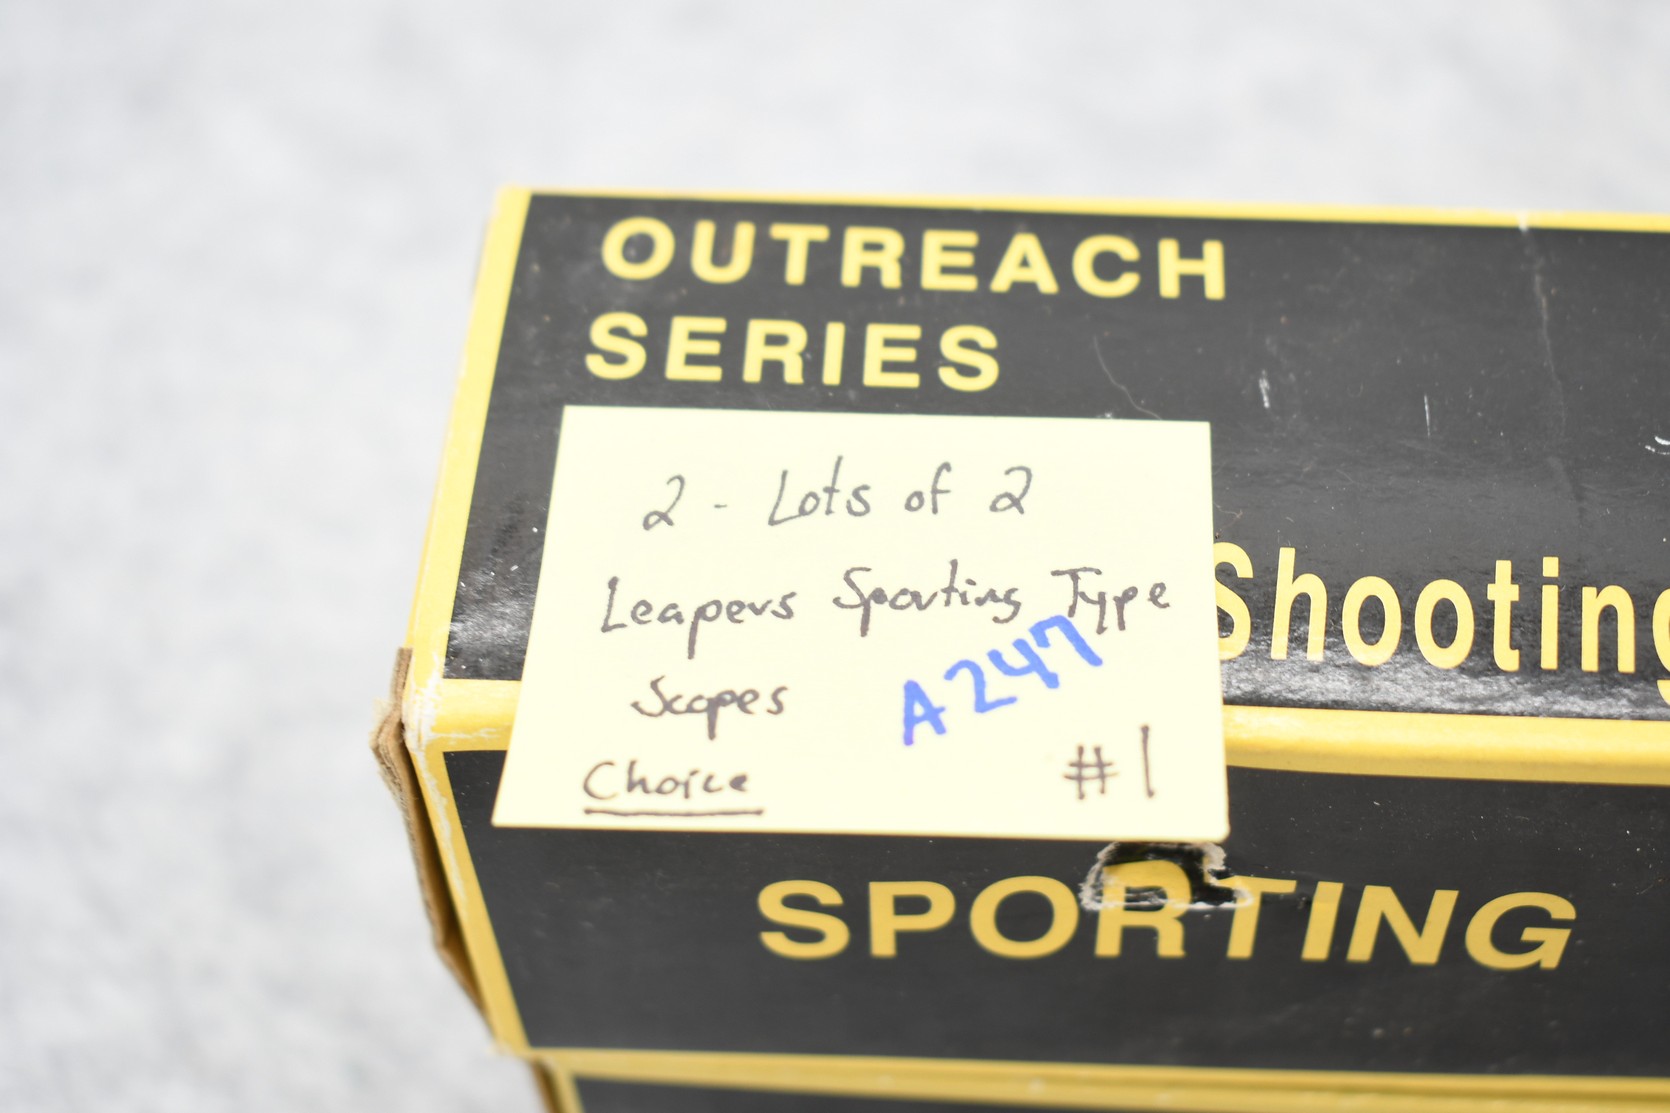 OUTREACH
SERIES
2 - Lots of 2
Leapers Sporting Type
Scopes
A247
Choice
#1
Shooting
SPORTING